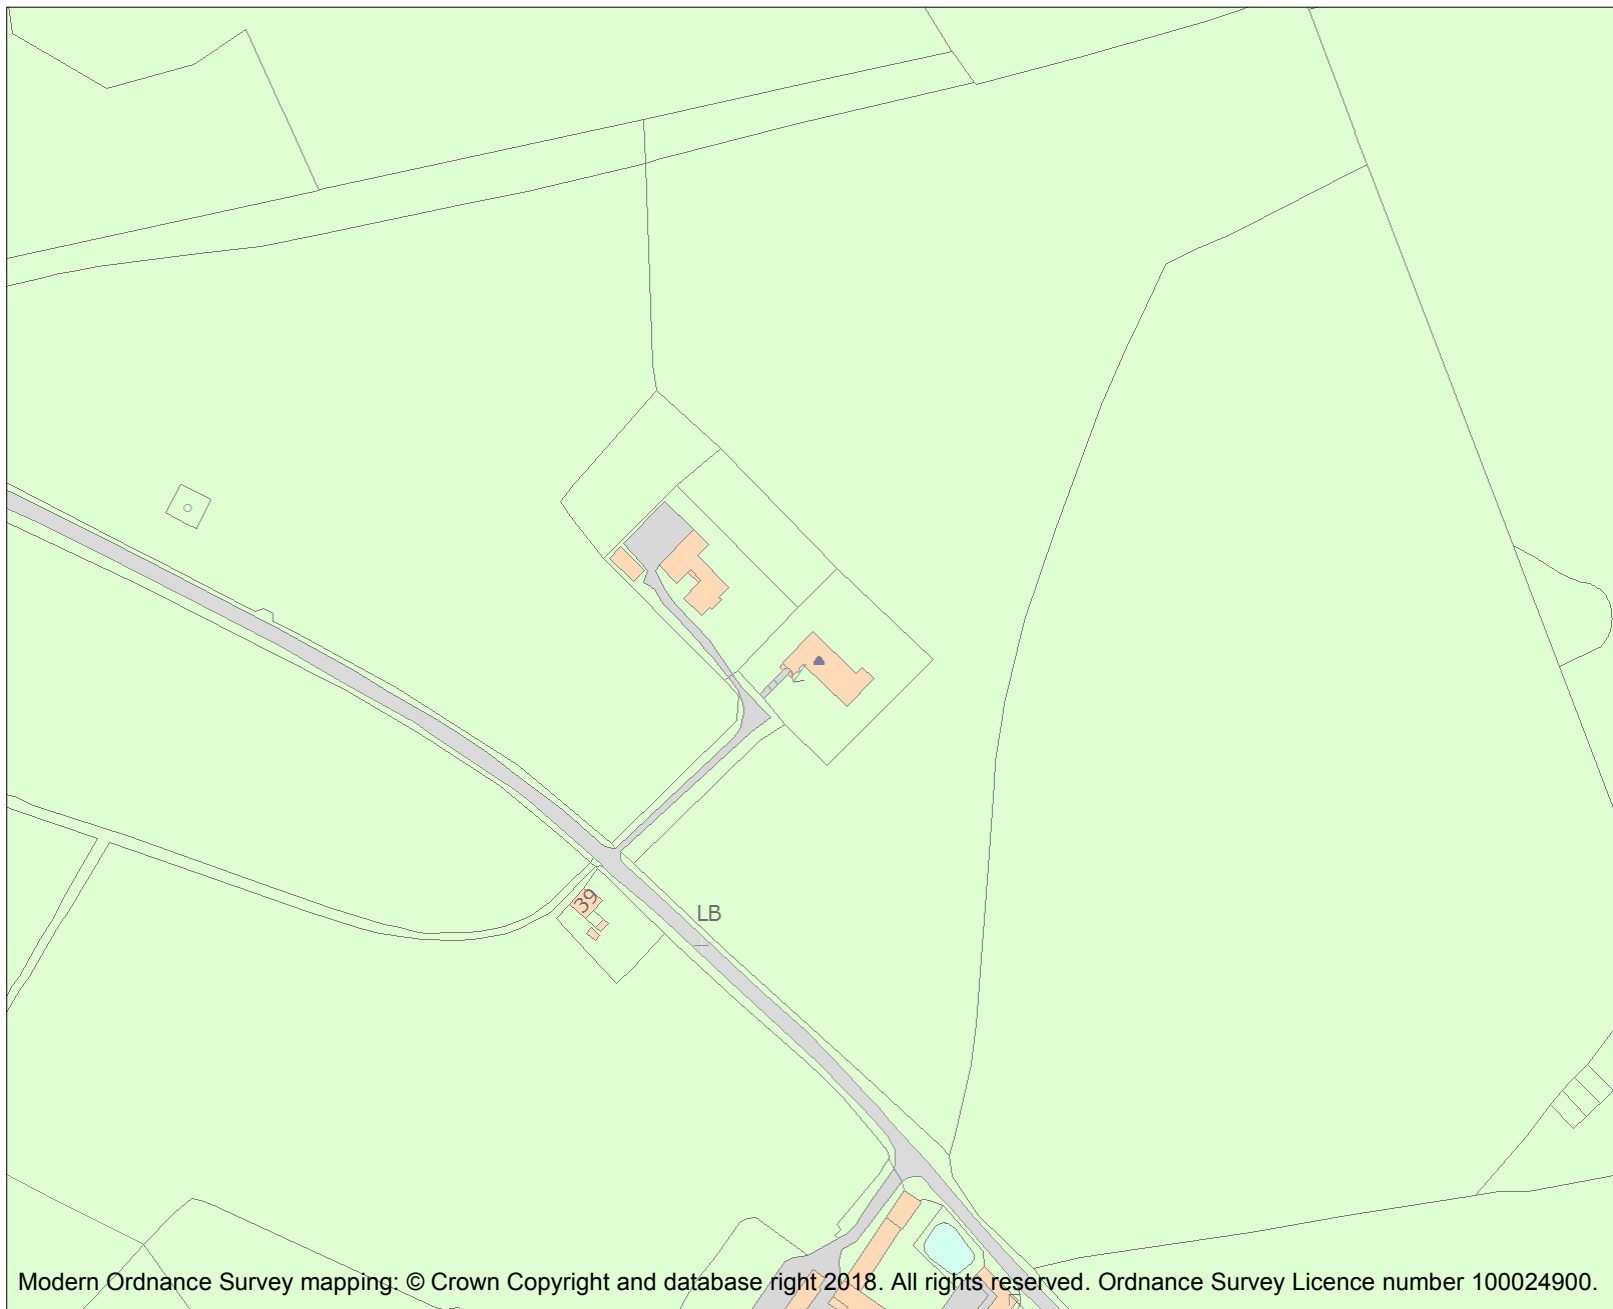 39
LB
Modern Ordnance Survey mapping: © Crown Copyright and database right 2018. All rights reserved. Ordnance Survey Licence number 100024900.